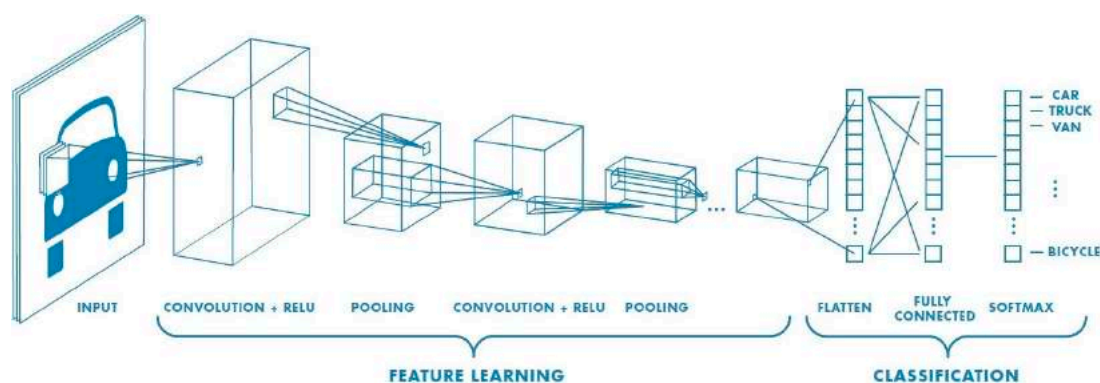 CAR
TRUCK
VAN
BICYCLE
INPUT
CONVOLUTION + RELU
POOLING
CONVOLUTION + RELU
POOLING
FLATTEN
FULLY
CONNECTED
SOFTMAX
FEATURE LEARNING
CLASSIFICATION